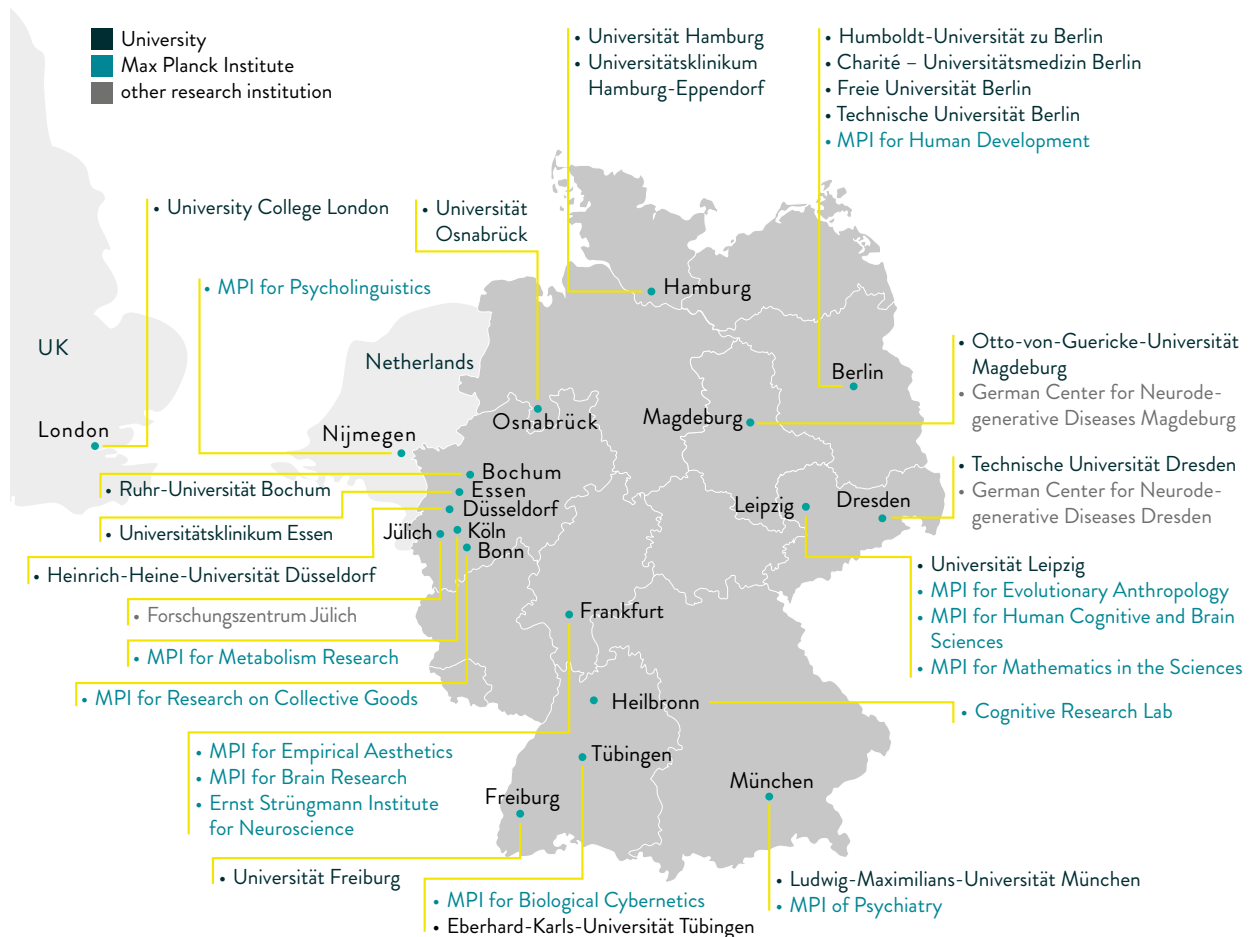 University
Max Planck Institute
other research institution
• Universität Hamburg
• Universitätsklinikum
Hamburg-Eppendorf
• Humboldt-Universität zu Berlin
• Charité – Universitätsmedizin Berlin
• Freie Universität Berlin
• Technische Universität Berlin
• MPI for Human Development
• University College London
• Universität
Osnabrück
• MPI for Psycholinguistics
Hamburg
UK
Netherlands
Berlin
• Otto-von-Guericke-Universität
Magdeburg
• German Center for Neurode-
generative Diseases Magdeburg
London
Nijmegen
Osnabrück
Magdeburg
• Ruhr-Universität Bochum
Bochum
Essen
• Universitätsklinikum Essen
Düsseldorf
Jülich
Köln
Bonn
Leipzig
Dresden
• Technische Universität Dresden
• German Center for Neurode-
generative Diseases Dresden
• Heinrich-Heine-Universität Düsseldorf
• Forschungszentrum Jülich
• MPI for Metabolism Research
• MPI for Research on Collective Goods
Frankfurt
• Universität Leipzig
• MPI for Evolutionary Anthropology
• MPI for Human Cognitive and Brain
Sciences
• MPI for Mathematics in the Sciences
Heilbronn
• Cognitive Research Lab
• MPI for Empirical Aesthetics
• MPI for Brain Research
• Ernst Strüngmann Institute
for Neuroscience
Tübingen
Freiburg
München
• Universität Freiburg
• MPI for Biological Cybernetics
• Eberhard-Karls-Universität Tübingen
• Ludwig-Maximilians-Universität München
• MPI of Psychiatry